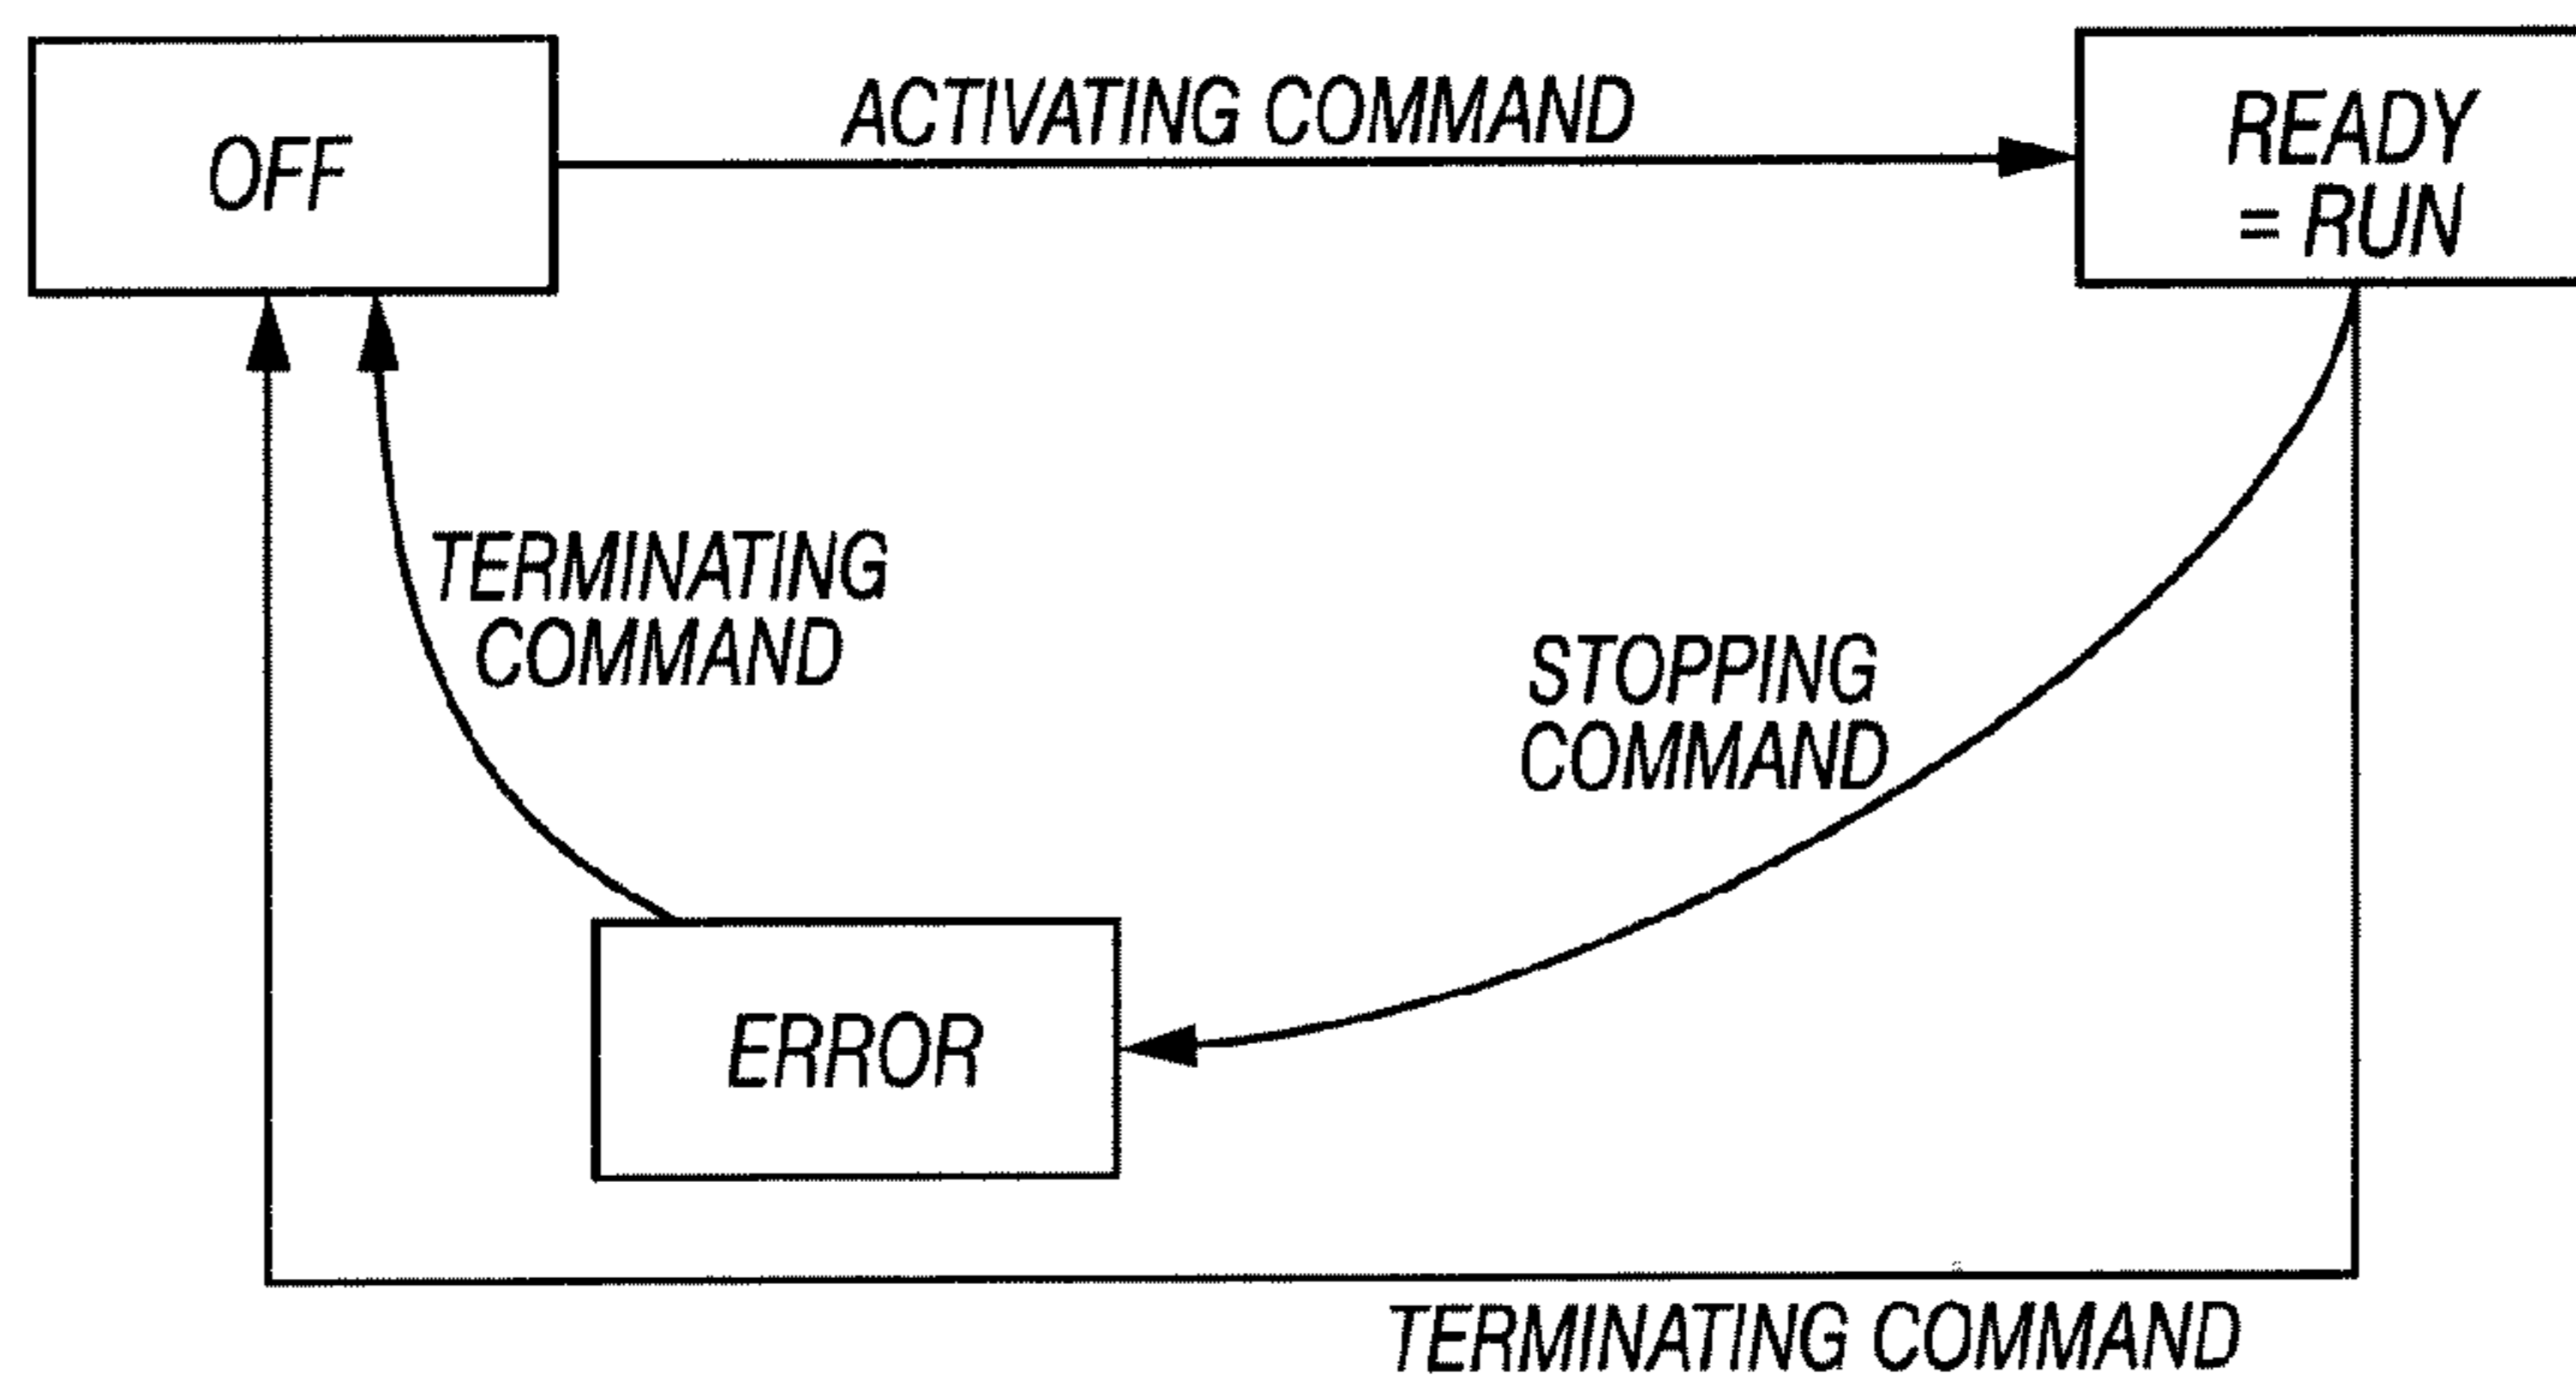 OFF
ACTIVATING COMMAND
READY
= RUN
TERMINATING
COMMAND
STOPPING
COMMAND
ERROR
TERMINATING COMMAND